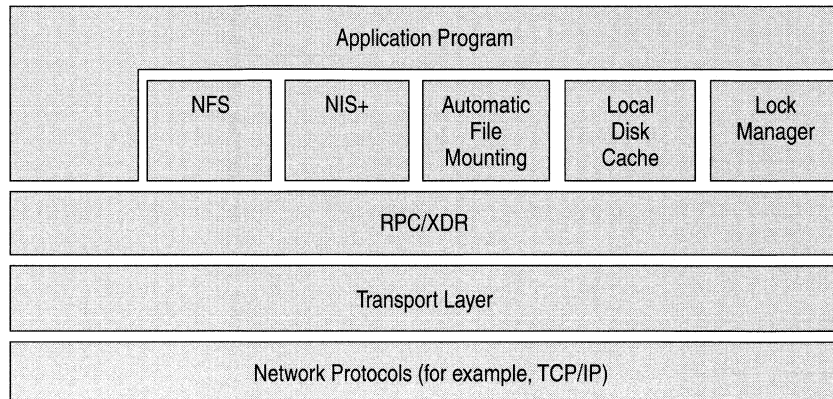 Application Program
NFS
NIS+
Automatic
File
Mounting
Local
Disk
Cache
Lock
Manager
RPC/XDR
Transport Layer
Network Protocols (for example, TCP/IP)